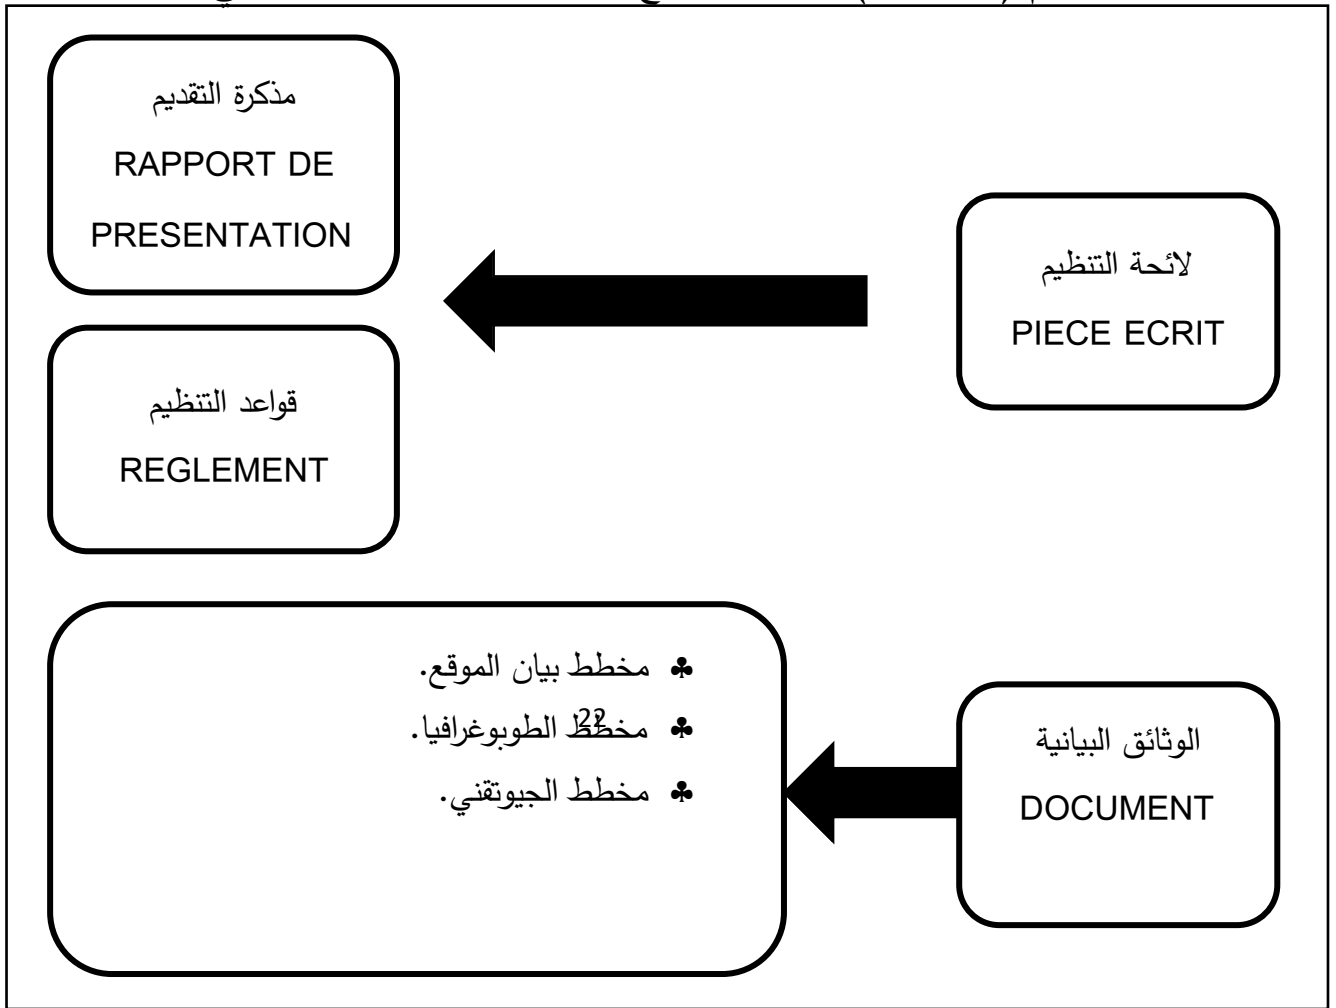 مذكرة التقديم
RAPPORT DE
PRESENTATION
لائحة التنظيم
PIECE ECRIT
قواعد التنظيم
REGLEMENT
♣ مخطط بيان الموقع.
♣ مخطط الطوبوغرافيا.
22
♣ مخطط الجيوتقني.
الوثائق البيانية
DOCUMENT